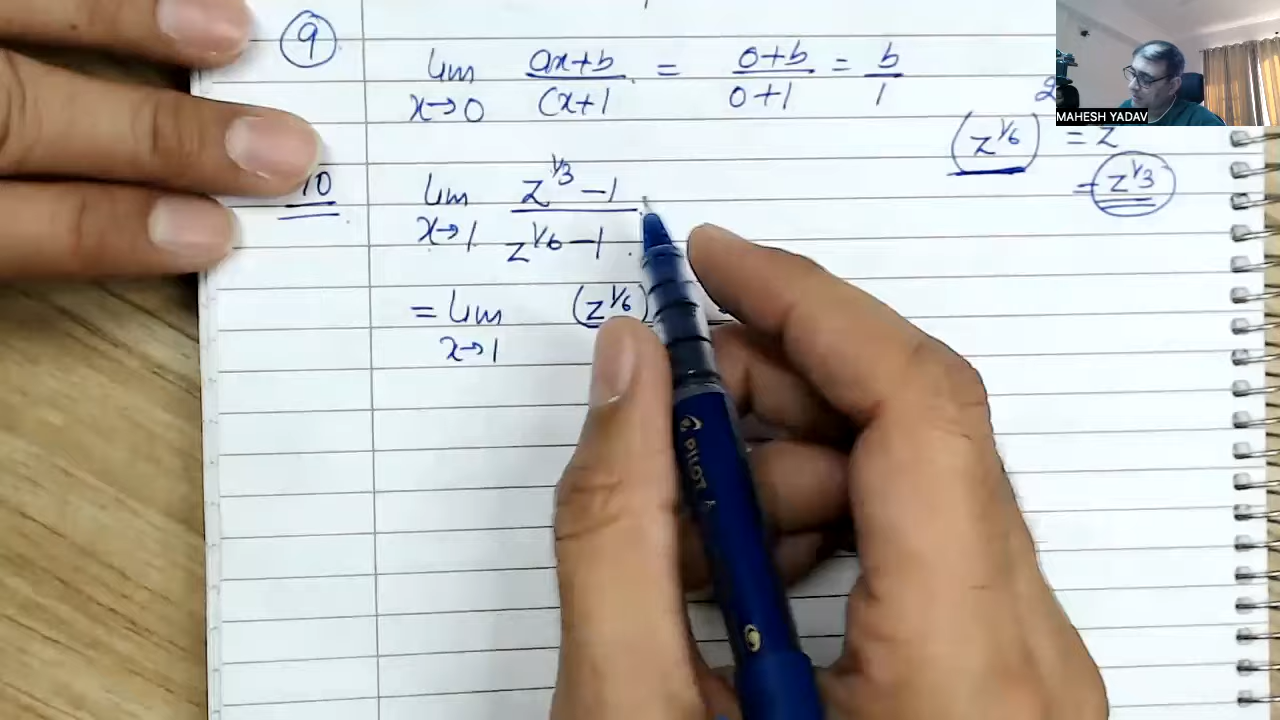 9
lim ax+b = 0+b = b
x→0 Cx+1 0+1 1
MAHESH YADAV
(z^1/6) = z
= z^1/3
10
lim z^1/3 - 1
x→1 z^1/6 - 1
= lim (z^1/6)
x→1
PILOT